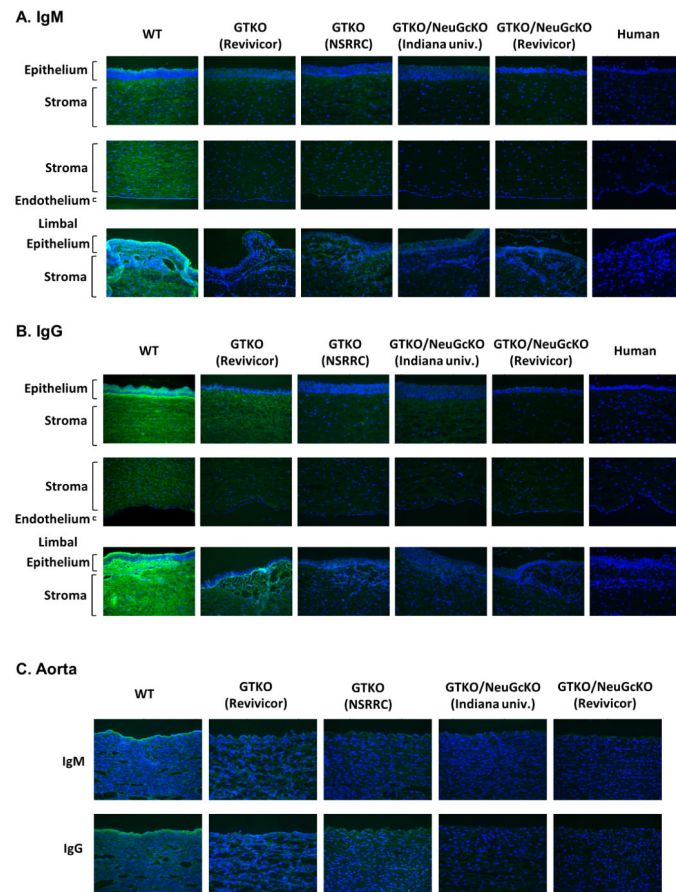 A. IgM
WT
GTKO
(Revivicor)
GTKO
(NSRRC)
GTKO/NeuGcKO
(Indiana univ.)
GTKO/NeuGcKO
(Revivicor)
Human
Epithelium
Stroma
Stroma
Endothelium
Limbal
Epithelium
Stroma
B. IgG
WT
GTKO
(Revivicor)
GTKO
(NSRRC)
GTKO/NeuGcKO
(Indiana univ.)
GTKO/NeuGcKO
(Revivicor)
Human
Epithelium
Stroma
Stroma
Endothelium
Limbal
Epithelium
Stroma
C. Aorta
WT
GTKO
(Revivicor)
GTKO
(NSRRC)
GTKO/NeuGcKO
(Indiana univ.)
GTKO/NeuGcKO
(Revivicor)
IgM
IgG